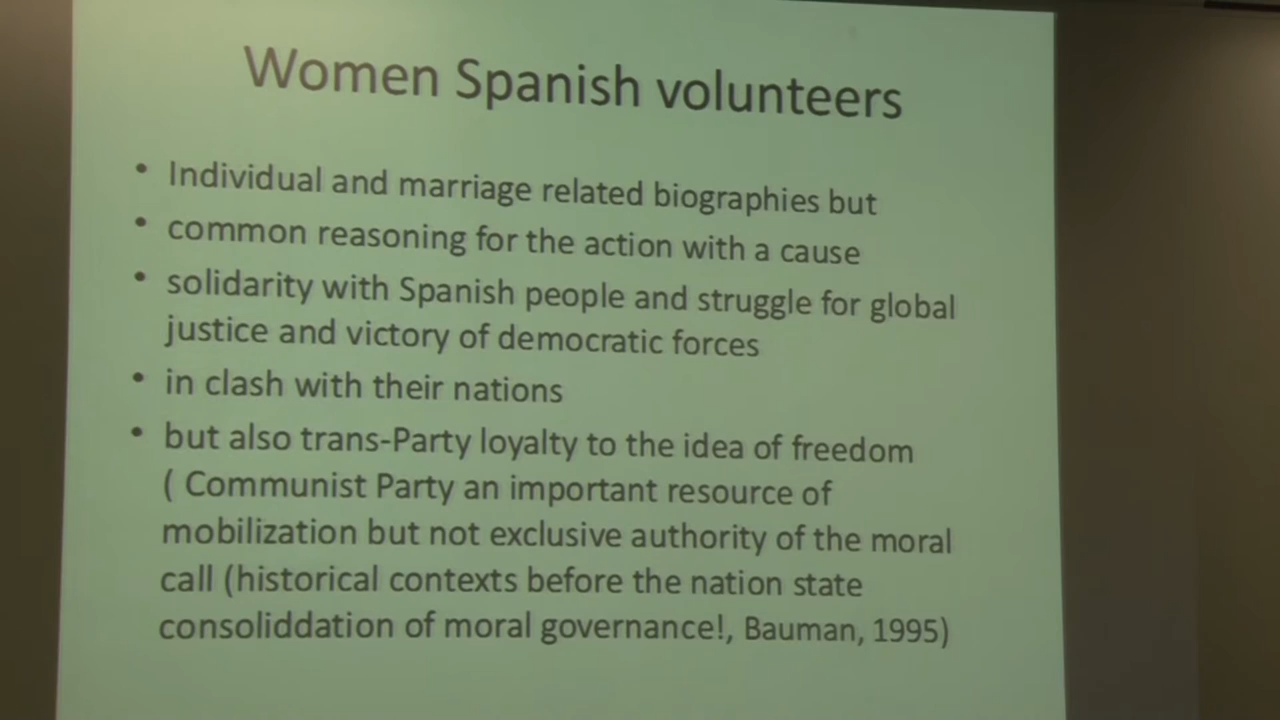 Women Spanish volunteers
• Individual and marriage related biographies but
• common reasoning for the action with a cause
• solidarity with Spanish people and struggle for global
justice and victory of democratic forces
• in clash with their nations
• but also trans-Party loyalty to the idea of freedom
( Communist Party an important resource of
mobilization but not exclusive authority of the moral
call (historical contexts before the nation state
consoliddation of moral governance!, Bauman, 1995)